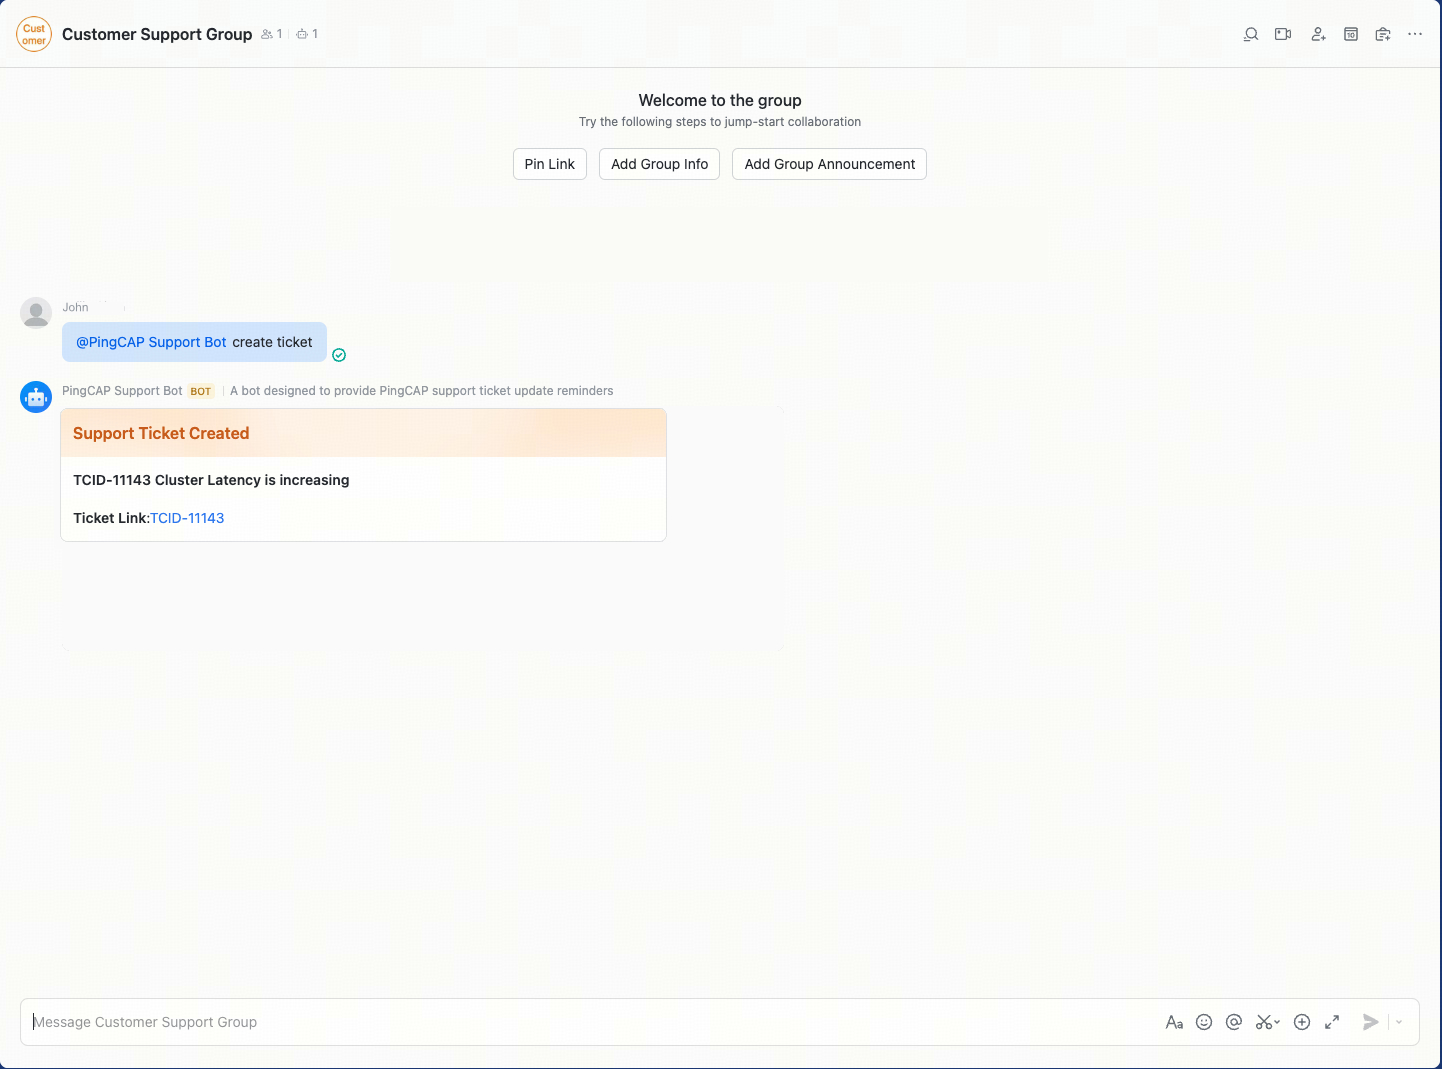 Cust
omer
Customer Support Group 1 1
10
Welcome to the group
Try the following steps to jump-start collaboration
Pin Link Add Group Info Add Group Announcement
John
@PingCAP Support Bot create ticket
PingCAP Support Bot BOT A bot designed to provide PingCAP support ticket update reminders
Support Ticket Created
TCID-11143 Cluster Latency is increasing
Ticket Link:TCID-11143
Message Customer Support Group Aa